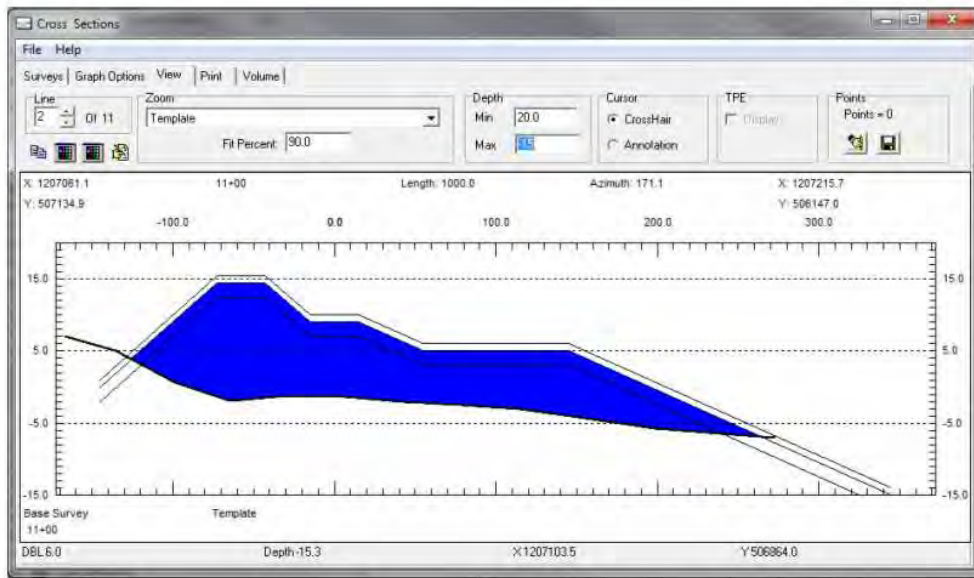 Cross Sections
File Help
Surveys Graph Options View Print Volume
Line Zoom Depth Cursor TPE Points
2 Of 11 Template Min 20.0 CrossHair Display Points = 0
Fit Percent: 90.0 Max Annotation
X: 1207061.1 11+00 Length: 1000.0 Azimuth: 171.1 X: 1207215.7
Y: 507134.9 Y: 506147.0
-100.0 0.0 100.0 200.0 300.0
15.0 15.0
5.0 5.0
-5.0 -5.0
-15.0 -15.0
Base Survey Template
11+00
DBL 6.0 Depth-15.3 X1207103.5 Y506864.0